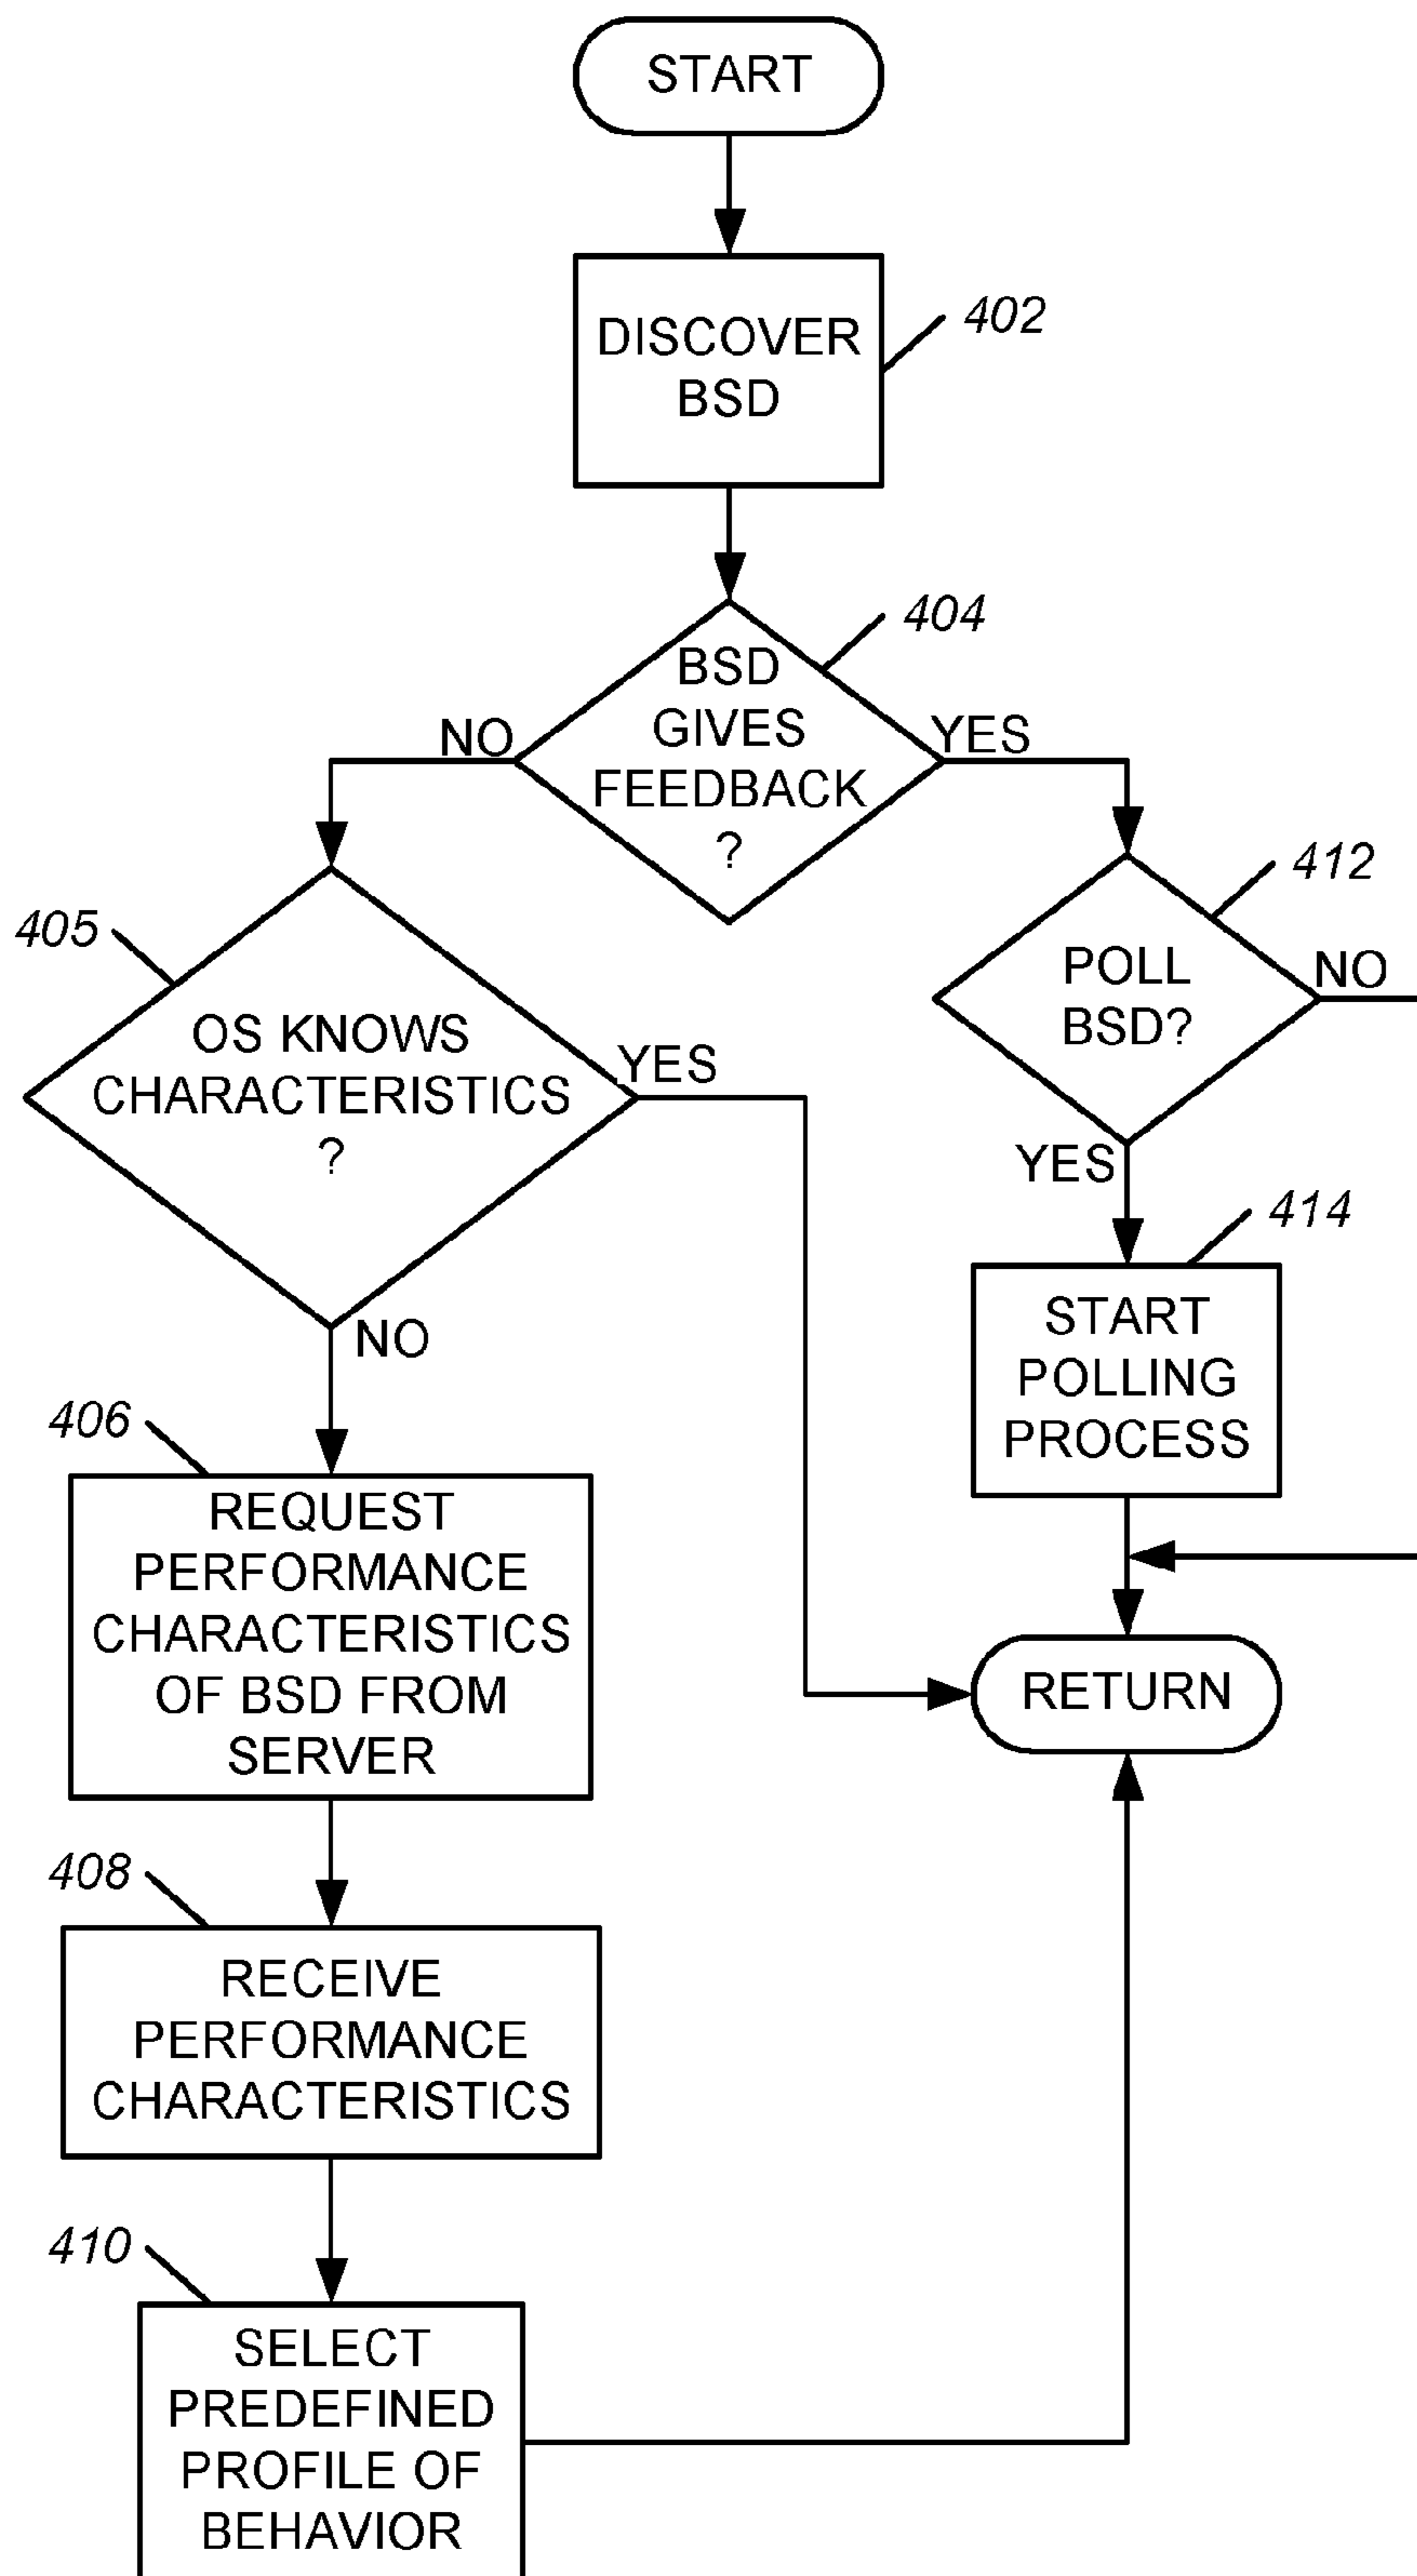 START
DISCOVER
BSD
402
BSD
GIVES
FEEDBACK
?
404
NO
YES
405
OS KNOWS
CHARACTERISTICS
?
YES
NO
412
POLL
BSD?
NO
YES
414
START
POLLING
PROCESS
406
REQUEST
PERFORMANCE
CHARACTERISTICS
OF BSD FROM
SERVER
RETURN
408
RECEIVE
PERFORMANCE
CHARACTERISTICS
410
SELECT
PREDEFINED
PROFILE OF
BEHAVIOR